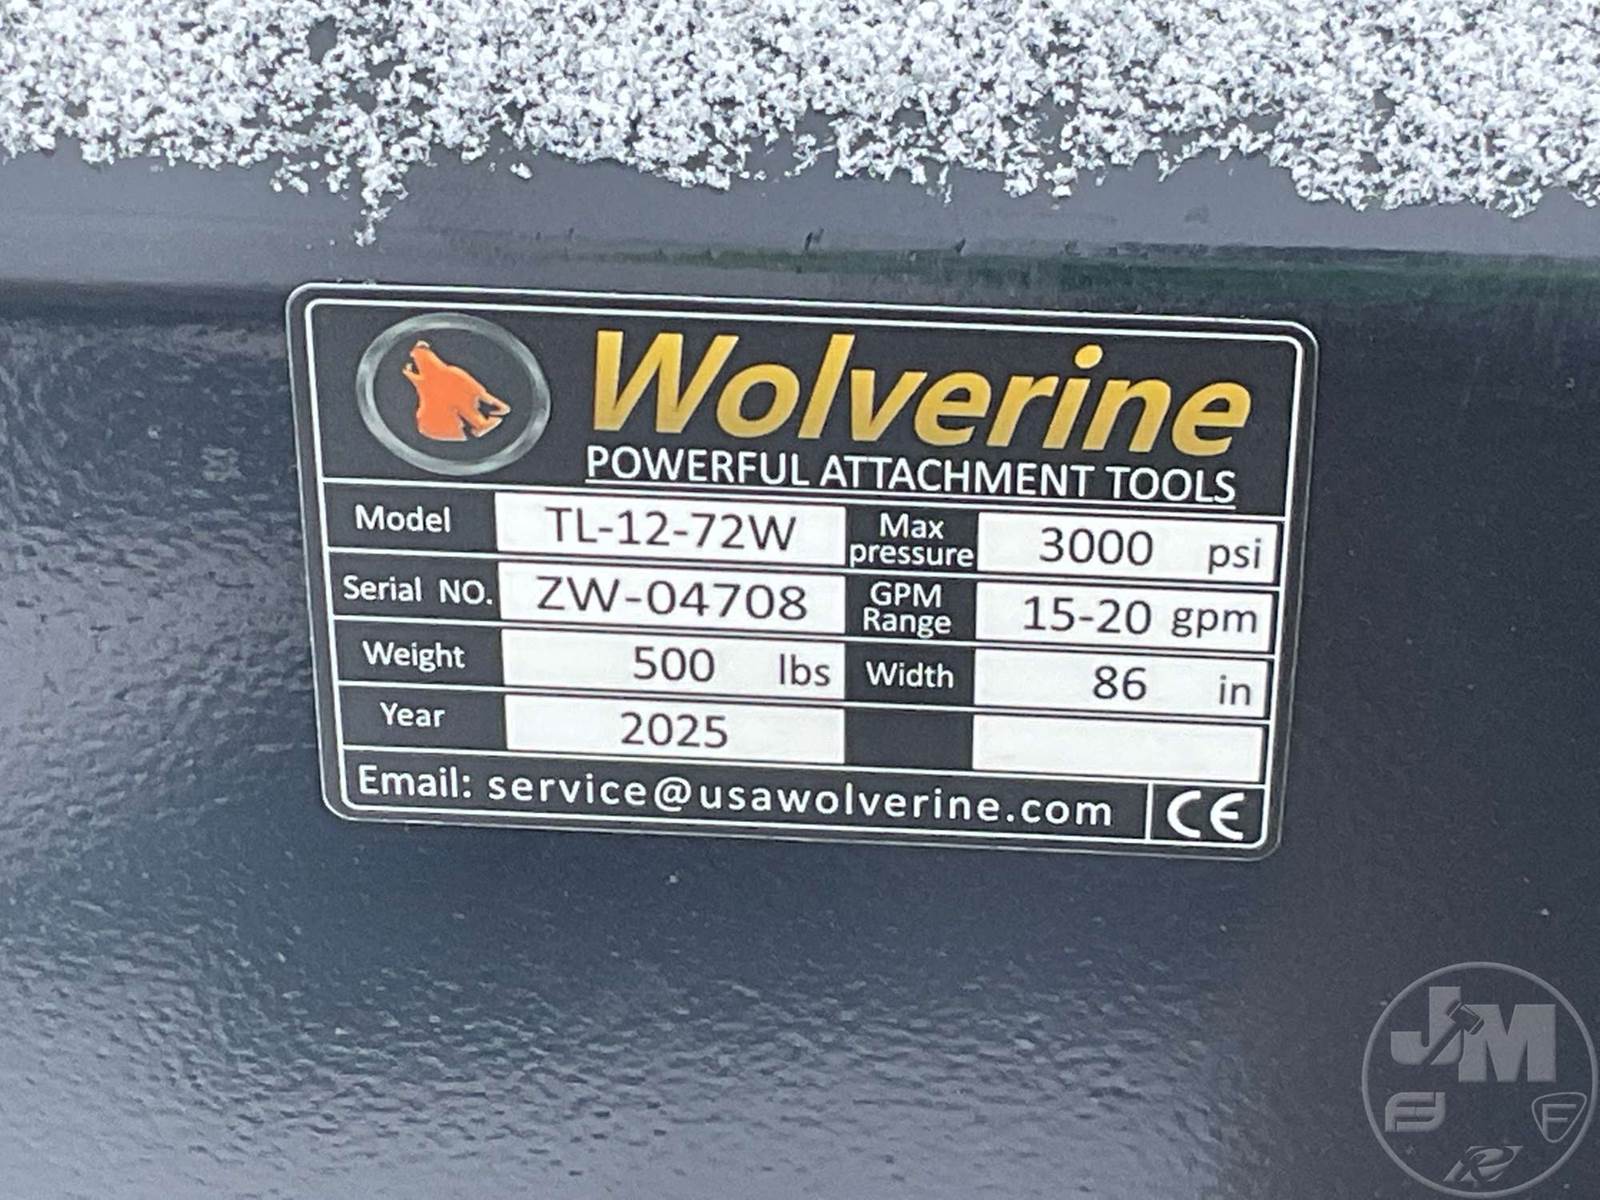 Wolverine
POWERFUL ATTACHMENT TOOLS
Model TL-12-72W Max pressure 3000 psi
Serial NO. ZW-04708 GPM Range 15-20 gpm
Weight 500 lbs Width 86 in
Year 2025
Email: service@usawolverine.com CE
JM